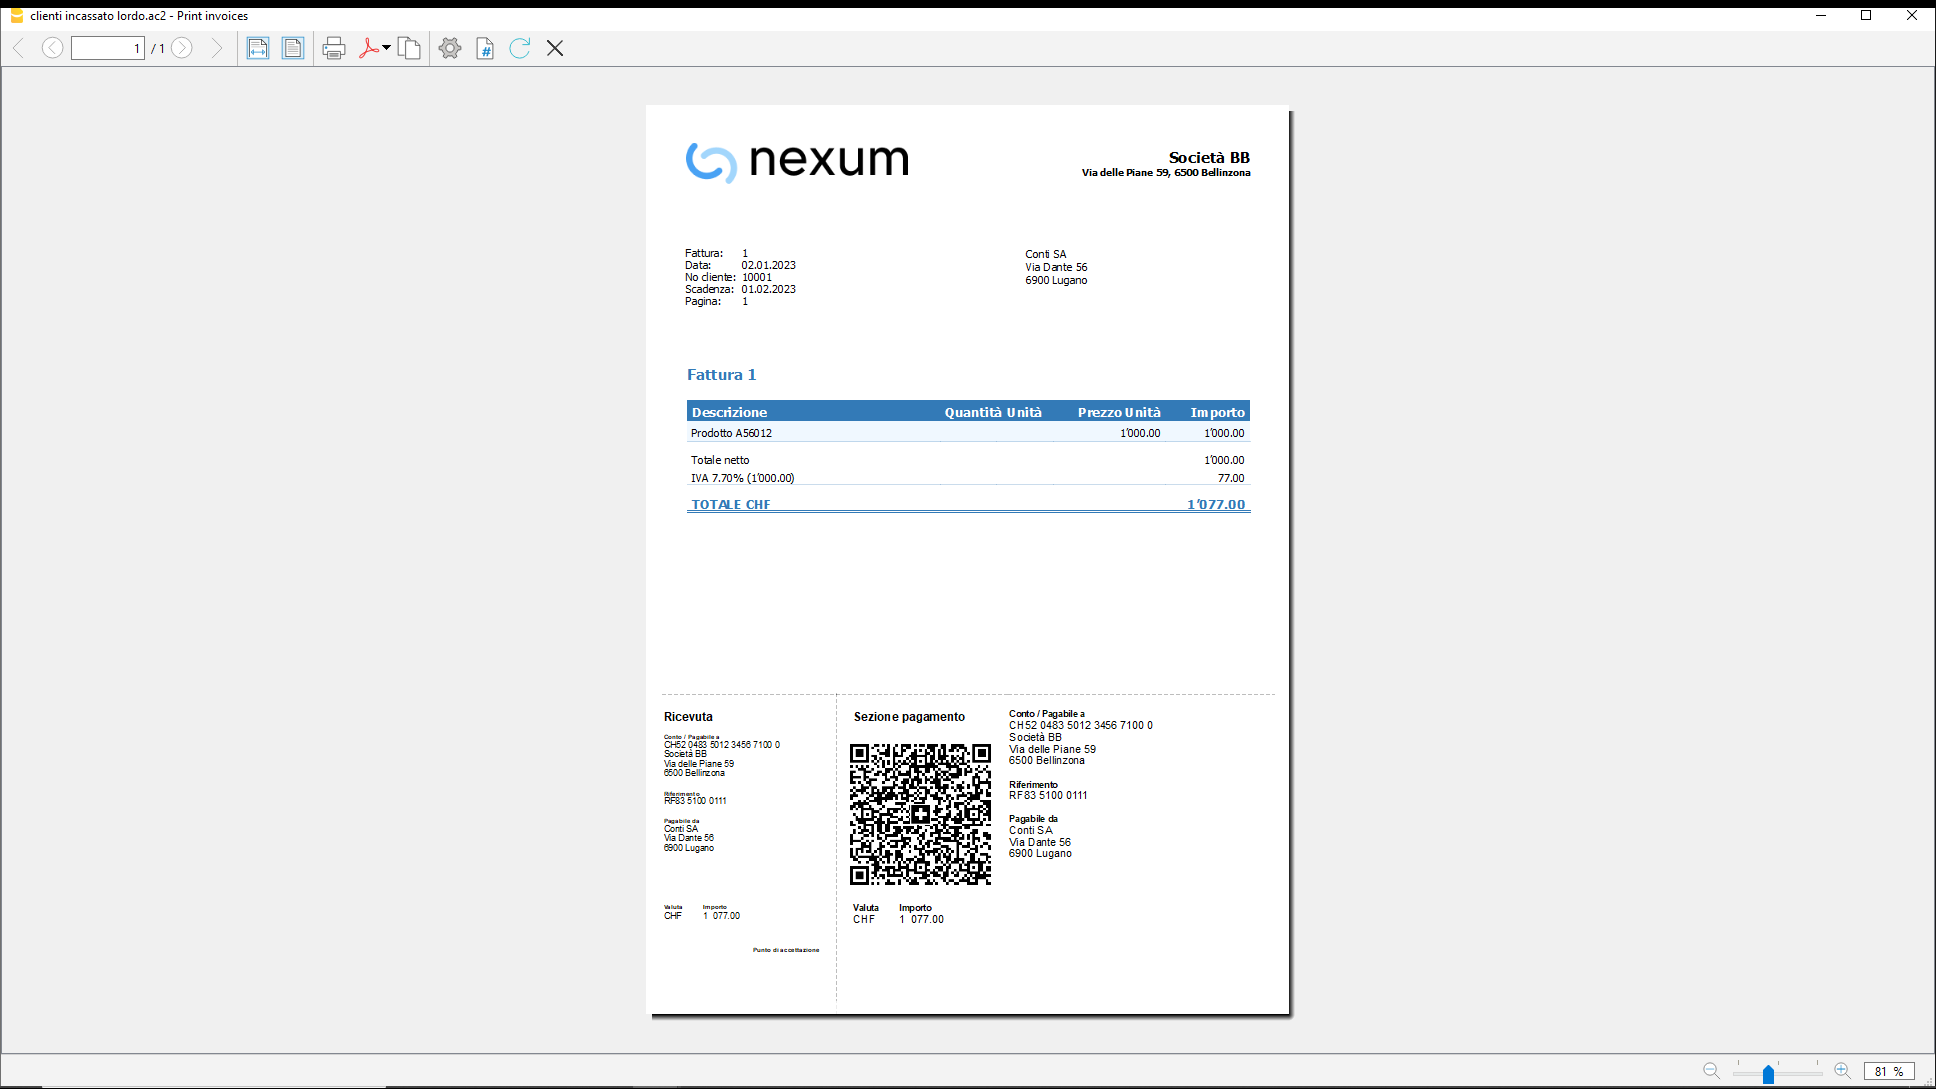 clienti incassato lordo.ac2 - Print invoices
1 / 1
#
nexum
Società BB
Via delle Piane 59, 6500 Bellinzona
Fattura: 1
Data: 02.01.2023
No cliente: 10001
Scadenza: 01.02.2023
Pagina: 1
Conti SA
Via Dante 56
6900 Lugano
Fattura 1
Descrizione Quantità Unità Prezzo Unità Importo
Prodotto A56012 1'000.00 1'000.00
Totale netto 1'000.00
IVA 7.70% (1'000.00) 77.00
TOTALE CHF 1'077.00
Ricevuta
Conto / Pagabile a
CH52 0483 5012 3456 7100 0
Società BB
Via delle Piane 59
6500 Bellinzona
Riferimento
RF83 5100 0111
Pagabile da
Conti SA
Via Dante 56
6900 Lugano
Valuta Importo
CHF 1 077.00
Punto di accettazione
Sezione pagamento
Valuta Importo
CHF 1 077.00
Conto / Pagabile a
CH52 0483 5012 3456 7100 0
Società BB
Via delle Piane 59
6500 Bellinzona
Riferimento
RF83 5100 0111
Pagabile da
Conti SA
Via Dante 56
6900 Lugano
81 %